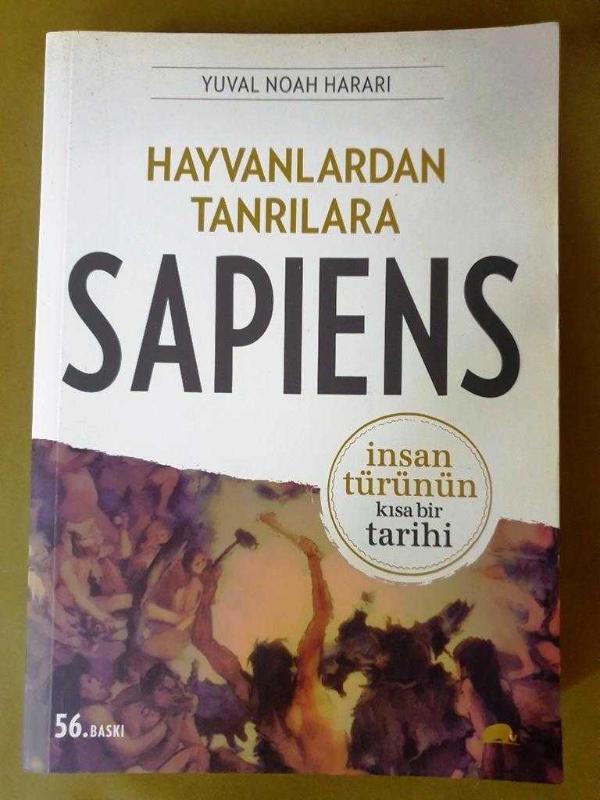 YUVAL NOAH HARARI
HAYVANLARDAN
TANRILARA
SAPIENS
insan
türünün
kısa bir
tarihi
56. BASKI